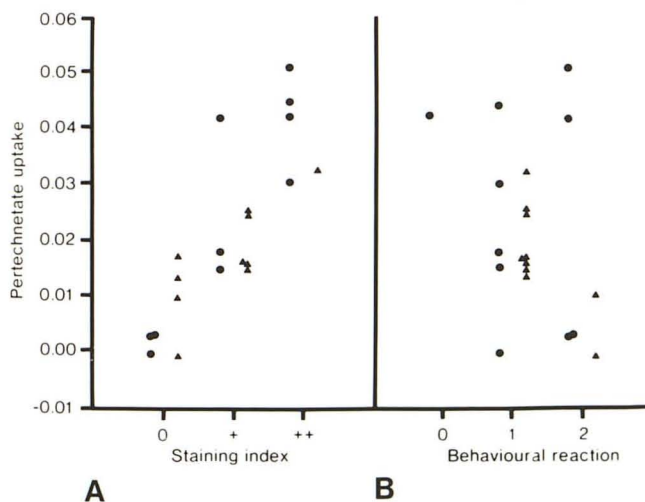 0.06
0.05
0.04
0.03
0.02
0.01
0.00
-0.01
Pertechnetate uptake
0 + ++
Staining index
0 1 2
Behavioural reaction
A
B